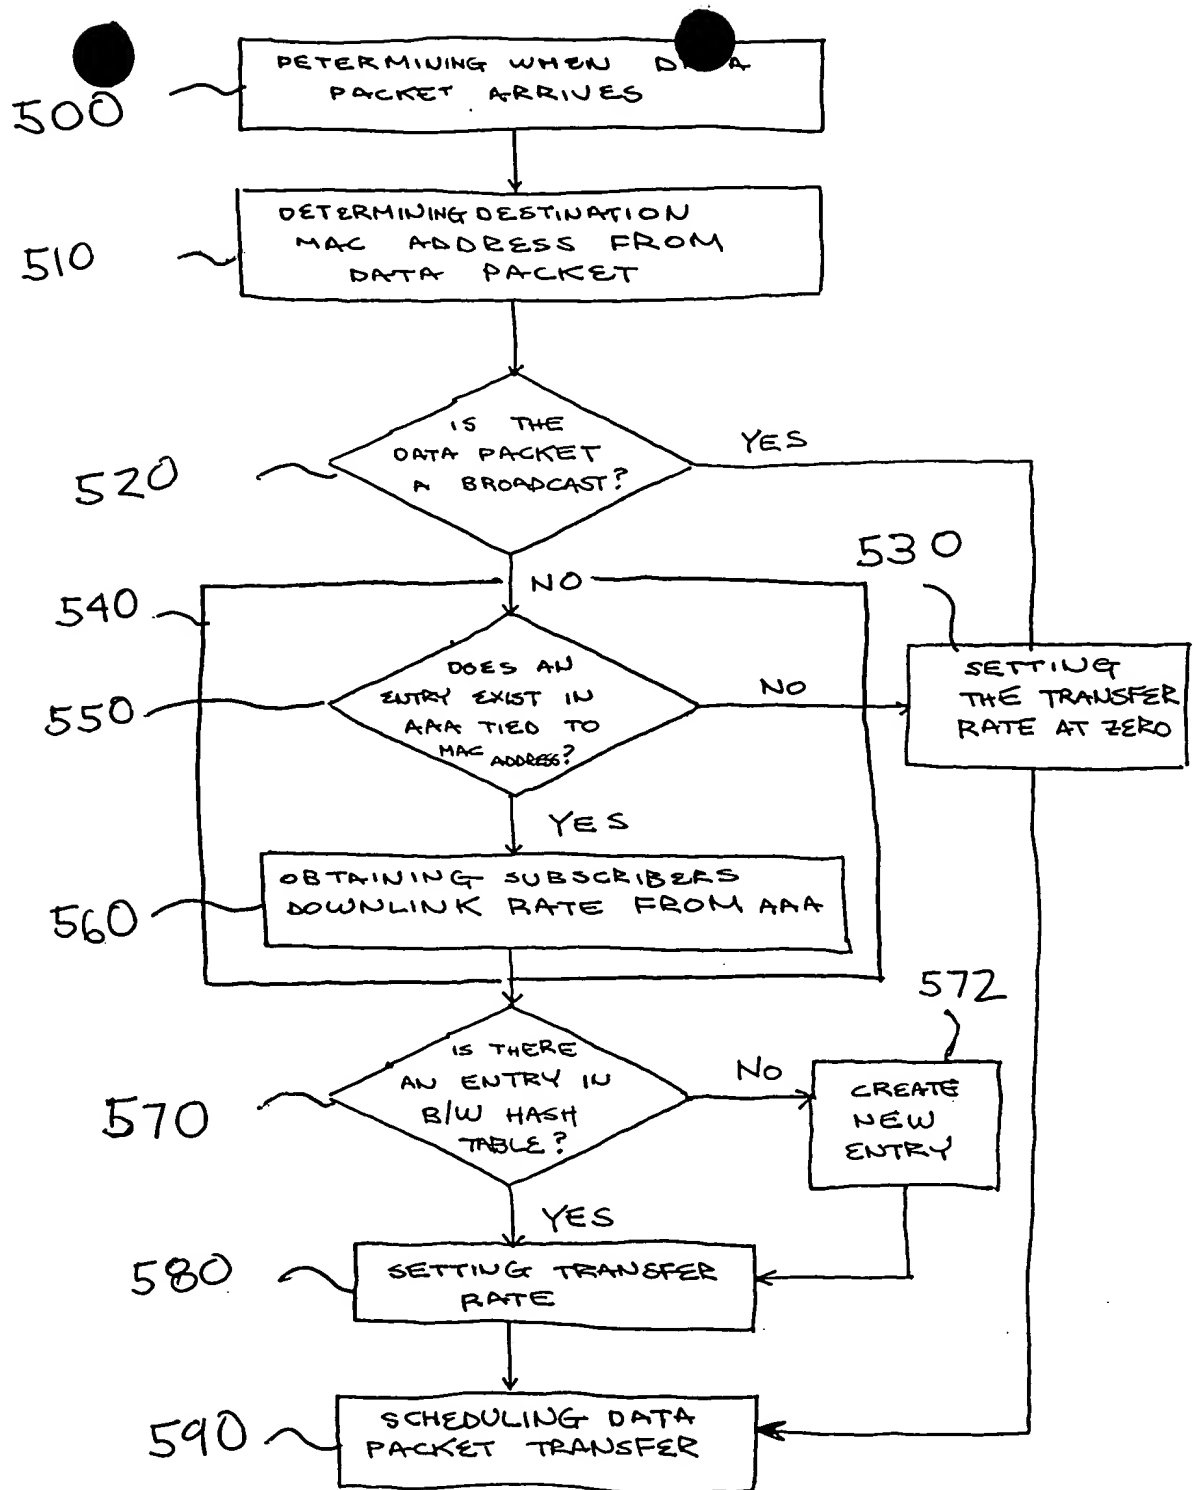 DETERMINING WHEN
PACKET ARRIVES
500
DETERMINING DESTINATION
MAC ADDRESS FROM
DATA PACKET
510
IS THE
DATA PACKET
A BROADCAST?
YES
520
530
NO
540
SETTING
THE TRANSFER
RATE AT ZERO
DOES AN
ENTRY EXIST IN
AAA TIED TO
MAC ADDRESS?
NO
550
YES
OBTAINING SUBSCRIBERS
DOWNLINK RATE FROM AAA
560
572
IS THERE
AN ENTRY IN
B/W HASH
TABLE?
NO
CREATE
NEW
ENTRY
570
YES
SETTING TRANSFER
RATE
580
SCHEDULING DATA
PACKET TRANSFER
590